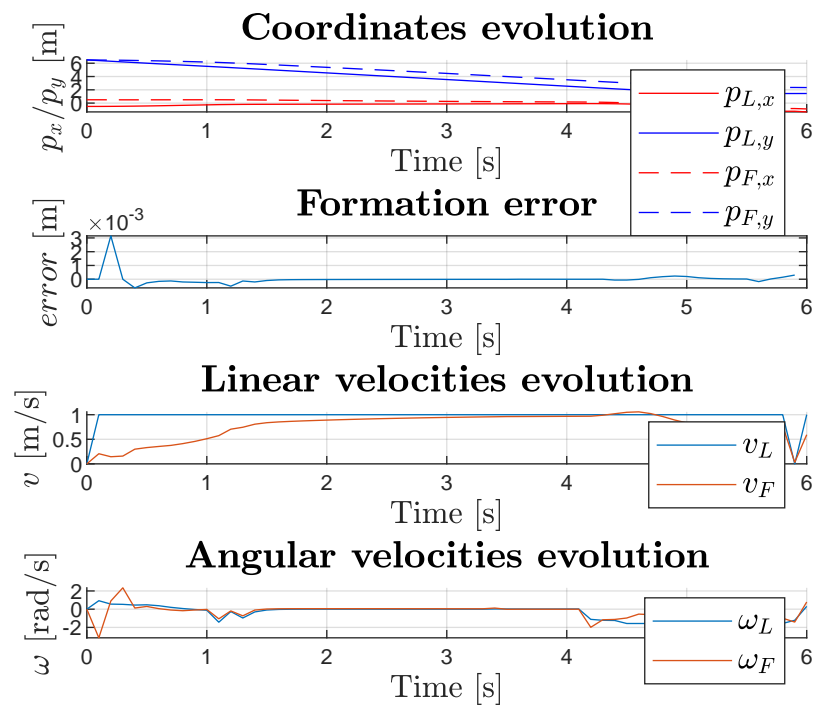 Coordinates evolution
p_x/p_y [m]
6
4
2
0
0 1 2 3 4 6
Time [s]
p_{L,x}
p_{L,y}
p_{F,x}
p_{F,y}
Formation error
×10^{-3}
error [m]
3
2
1
0
0 1 2 3 4 5 6
Time [s]
Linear velocities evolution
v [m/s]
1
0.5
0
0 1 2 3 4 6
Time [s]
v_L
v_F
Angular velocities evolution
ω [rad/s]
2
0
-2
0 1 2 3 4 6
Time [s]
ω_L
ω_F